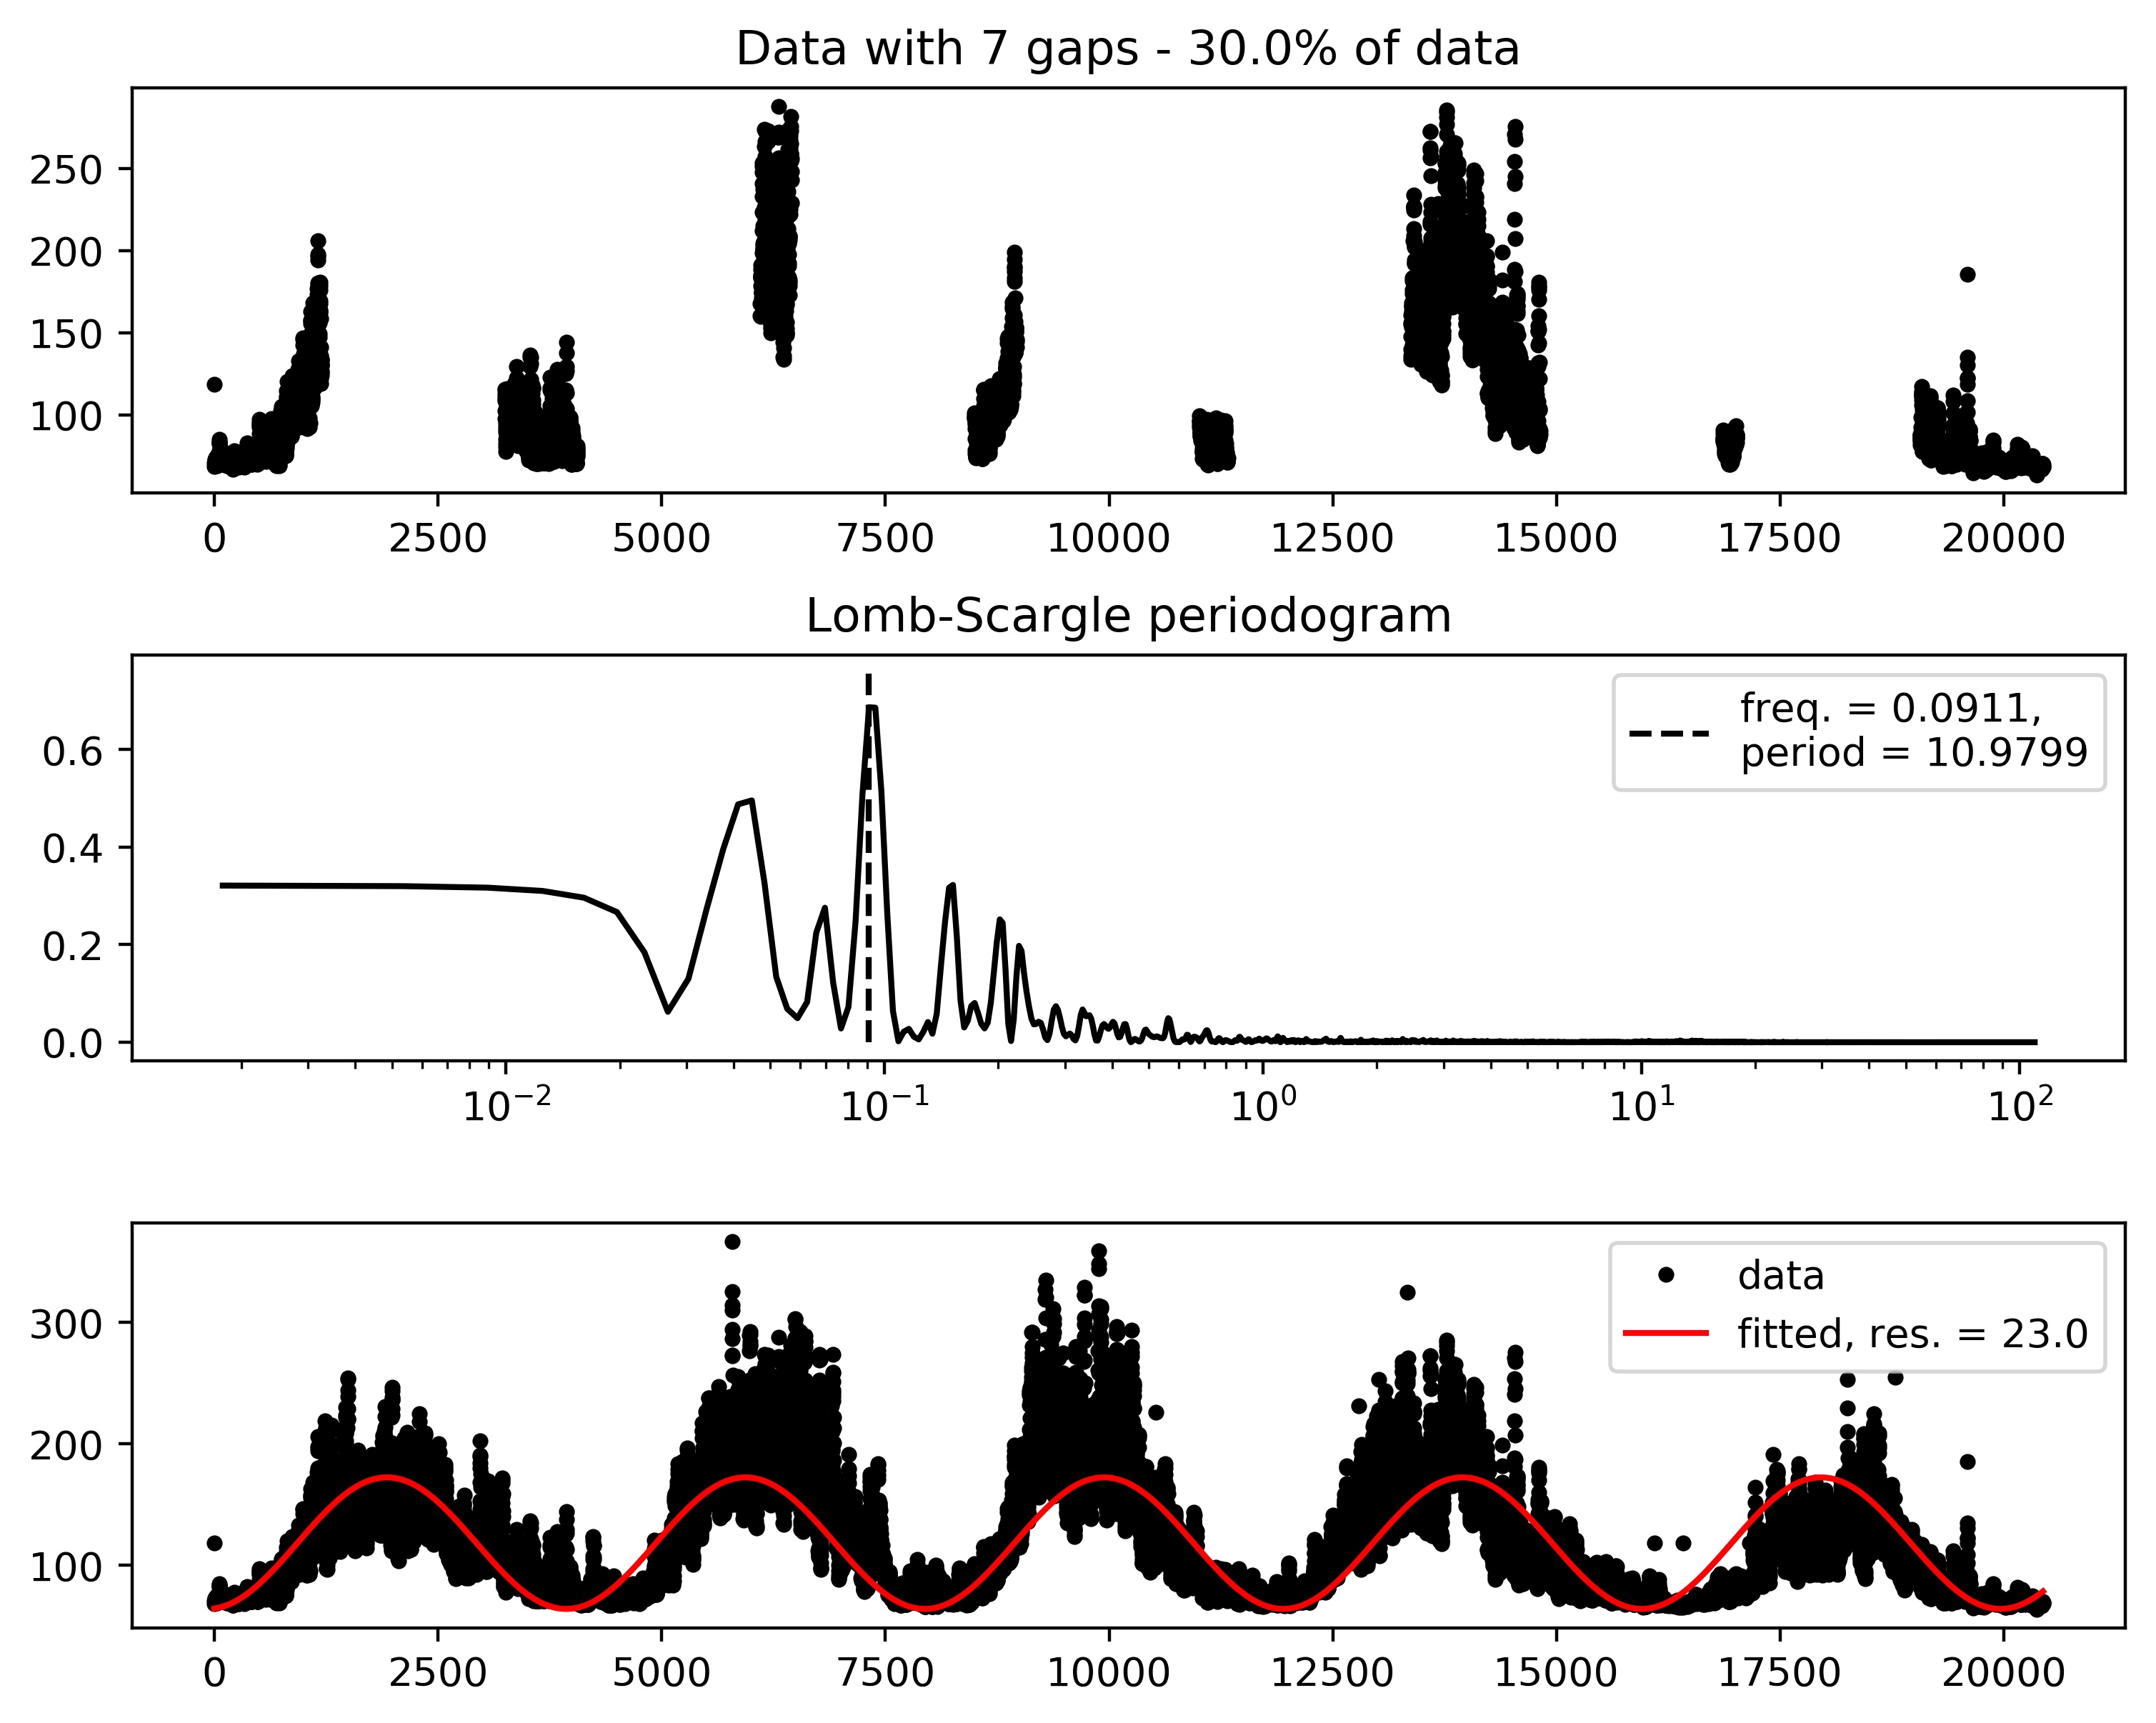 Data with 7 gaps - 30.0% of data
250
200
150
100
0 2500 5000 7500 10000 12500 15000 17500 20000
Lomb-Scargle periodogram
freq. = 0.0911,
period = 10.9799
0.6
0.4
0.2
0.0
10⁻² 10⁻¹ 10⁰ 10¹ 10²
data
fitted, res. = 23.0
300
200
100
0 2500 5000 7500 10000 12500 15000 17500 20000